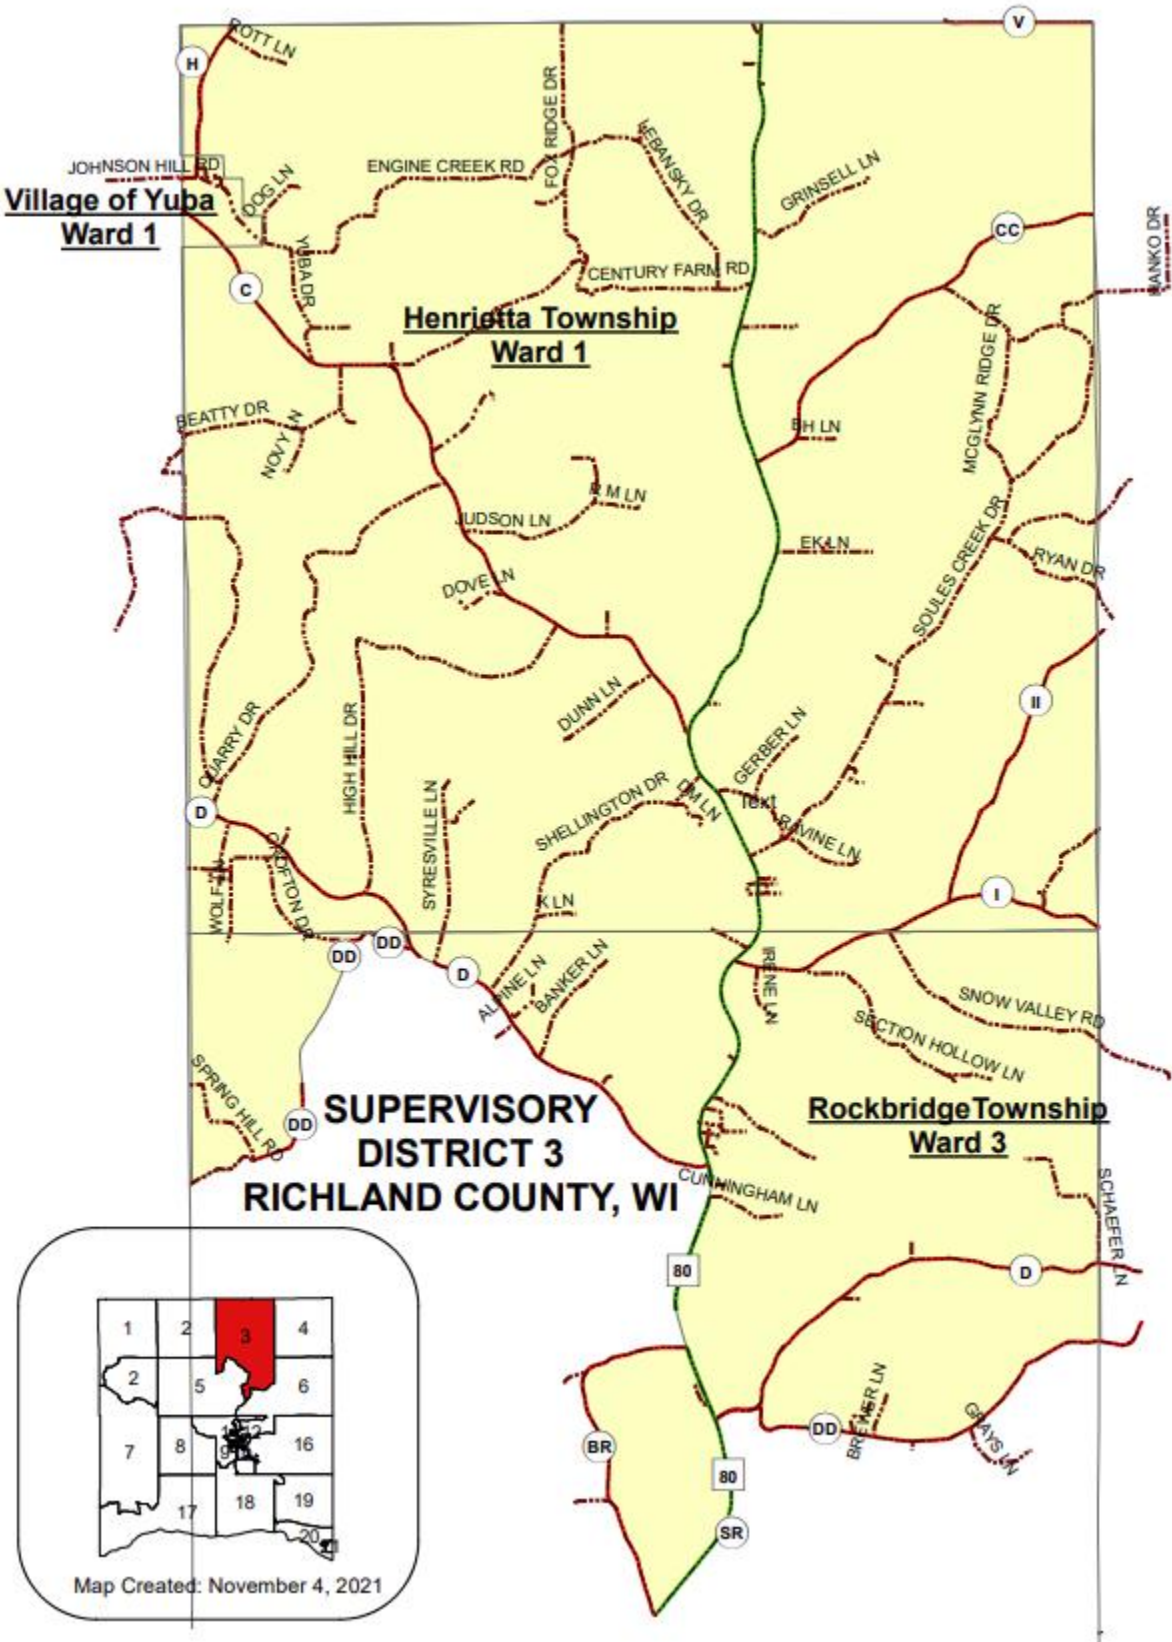 V
ROTT LN
H
FOX RIDGE DR
LEBANSKY DR
JOHNSON HILL RD
ENGINE CREEK RD
DOG LN
GRINSELL LN
Village of Yuba
Ward 1
CC
HANKO DR
YUBA DR
C
CENTURY FARM RD
Henrietta Township
Ward 1
MCGLYNN RIDGE DR
BEATTY DR
NOVY LN
BH LN
R M LN
JUDSON LN
EK LN
SOULES CREEK DR
RYAN DR
DOVE LN
DUNN LN
II
QUARRY DR
HIGH HILL DR
GERBER LN
D
SYRESVILLE LN
SHELLINGTON DR
DM LN
Text
RAVINE LN
WOLF LN
CROFTON DR
K LN
I
DD
DD
D
ALPINE LN
BANKER LN
IRENE LN
SNOW VALLEY RD
SECTION HOLLOW LN
SPRING HILL RD
DD
SUPERVISORY
DISTRICT 3
RICHLAND COUNTY, WI
Rockbridge Township
Ward 3
CUNNINGHAM LN
SCHAEFER LN
80
D
1
2
3
4
2
5
6
7
8
9
16
17
18
19
20
Map Created: November 4, 2021
BREWER LN
GRAYS LN
DD
BR
80
SR